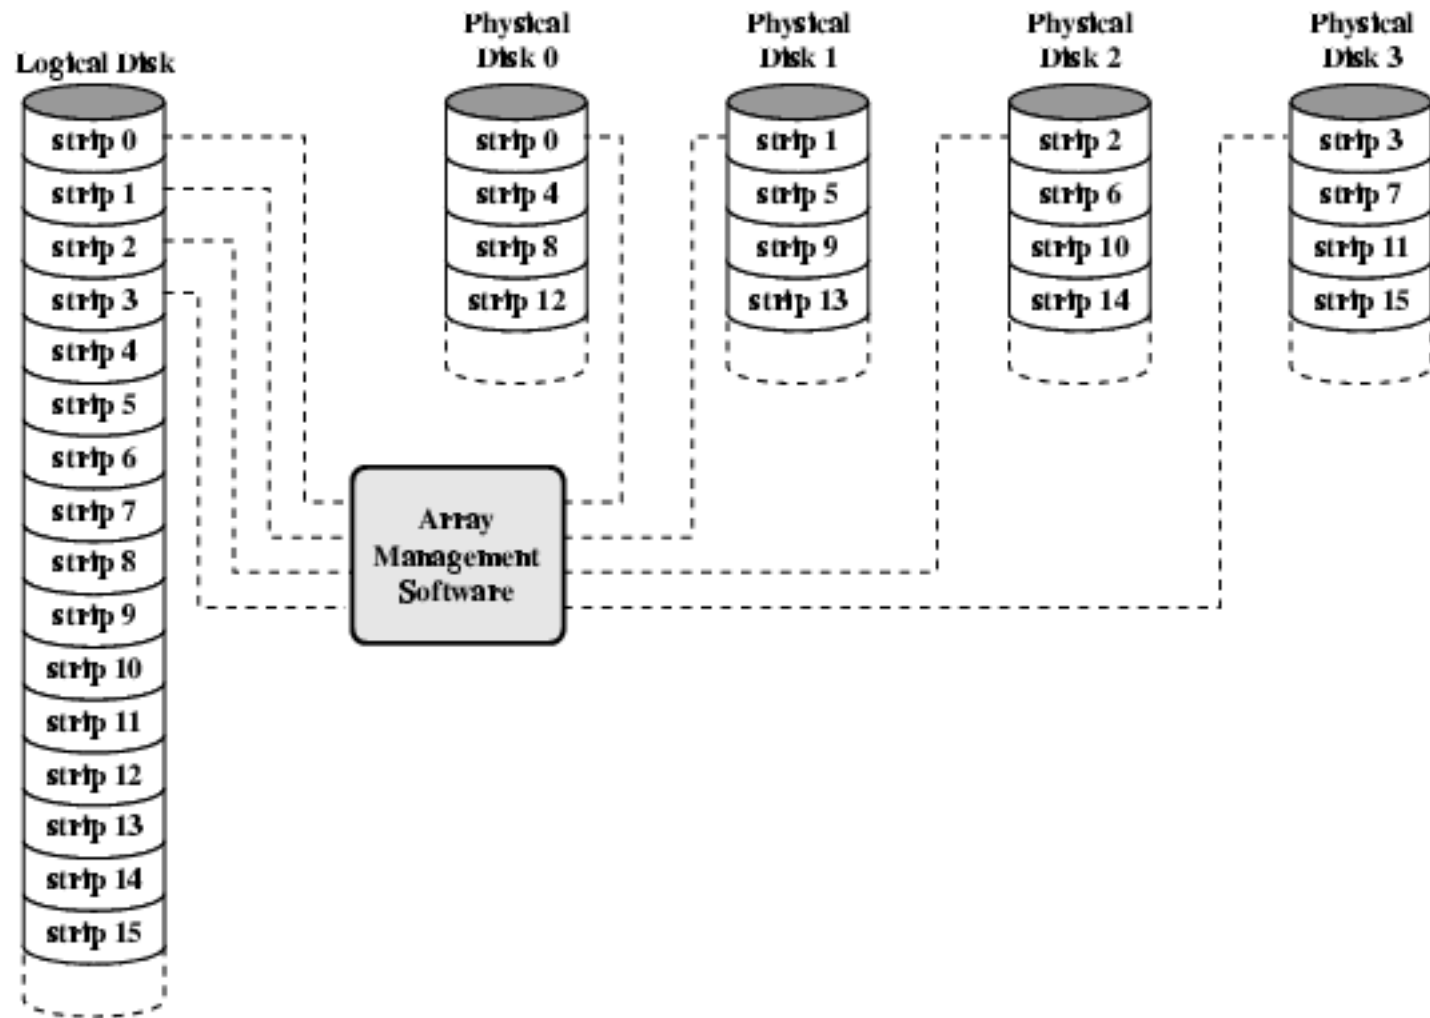 Logical Disk
strip 0
strip 1
strip 2
strip 3
strip 4
strip 5
strip 6
strip 7
strip 8
strip 9
strip 10
strip 11
strip 12
strip 13
strip 14
strip 15
Physical
Disk 0
strip 0
strip 4
strip 8
strip 12
Physical
Disk 1
strip 1
strip 5
strip 9
strip 13
Physical
Disk 2
strip 2
strip 6
strip 10
strip 14
Physical
Disk 3
strip 3
strip 7
strip 11
strip 15
Array
Management
Software